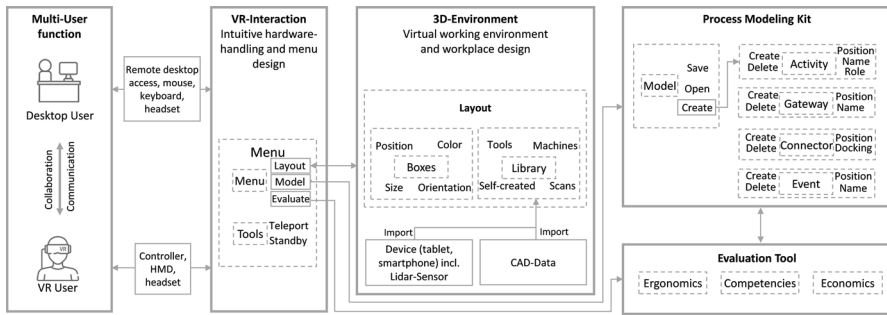 Multi-User
function
Desktop User
Collaboration
Communication
VR
VR User
Remote desktop
access, mouse,
keyboard,
headset
Controller,
HMD,
headset
VR-Interaction
Intuitive hardware-
handling and menu
design
Menu
Layout
Menu
Model
Evaluate
Tools
Teleport
Standby
3D-Environment
Virtual working environment
and workplace design
Layout
Position
Color
Boxes
Size
Orientation
Tools
Machines
Library
Self-created
Scans
Import
Import
Device (tablet,
smartphone) incl.
Lidar-Sensor
CAD-Data
Process Modeling Kit
Save
Model
Open
Create
Create
Delete
Activity
Position
Name
Role
Create
Delete
Gateway
Position
Name
Create
Delete
Connector
Position
Docking
Create
Delete
Event
Position
Name
Evaluation Tool
Ergonomics
Competencies
Economics